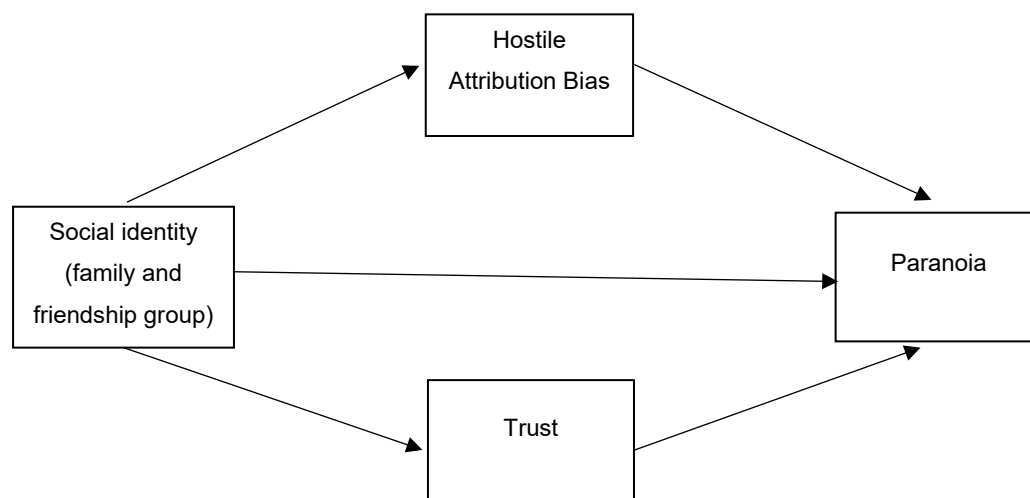 Hostile
Attribution Bias
Social identity
(family and
friendship group)
Paranoia
Trust